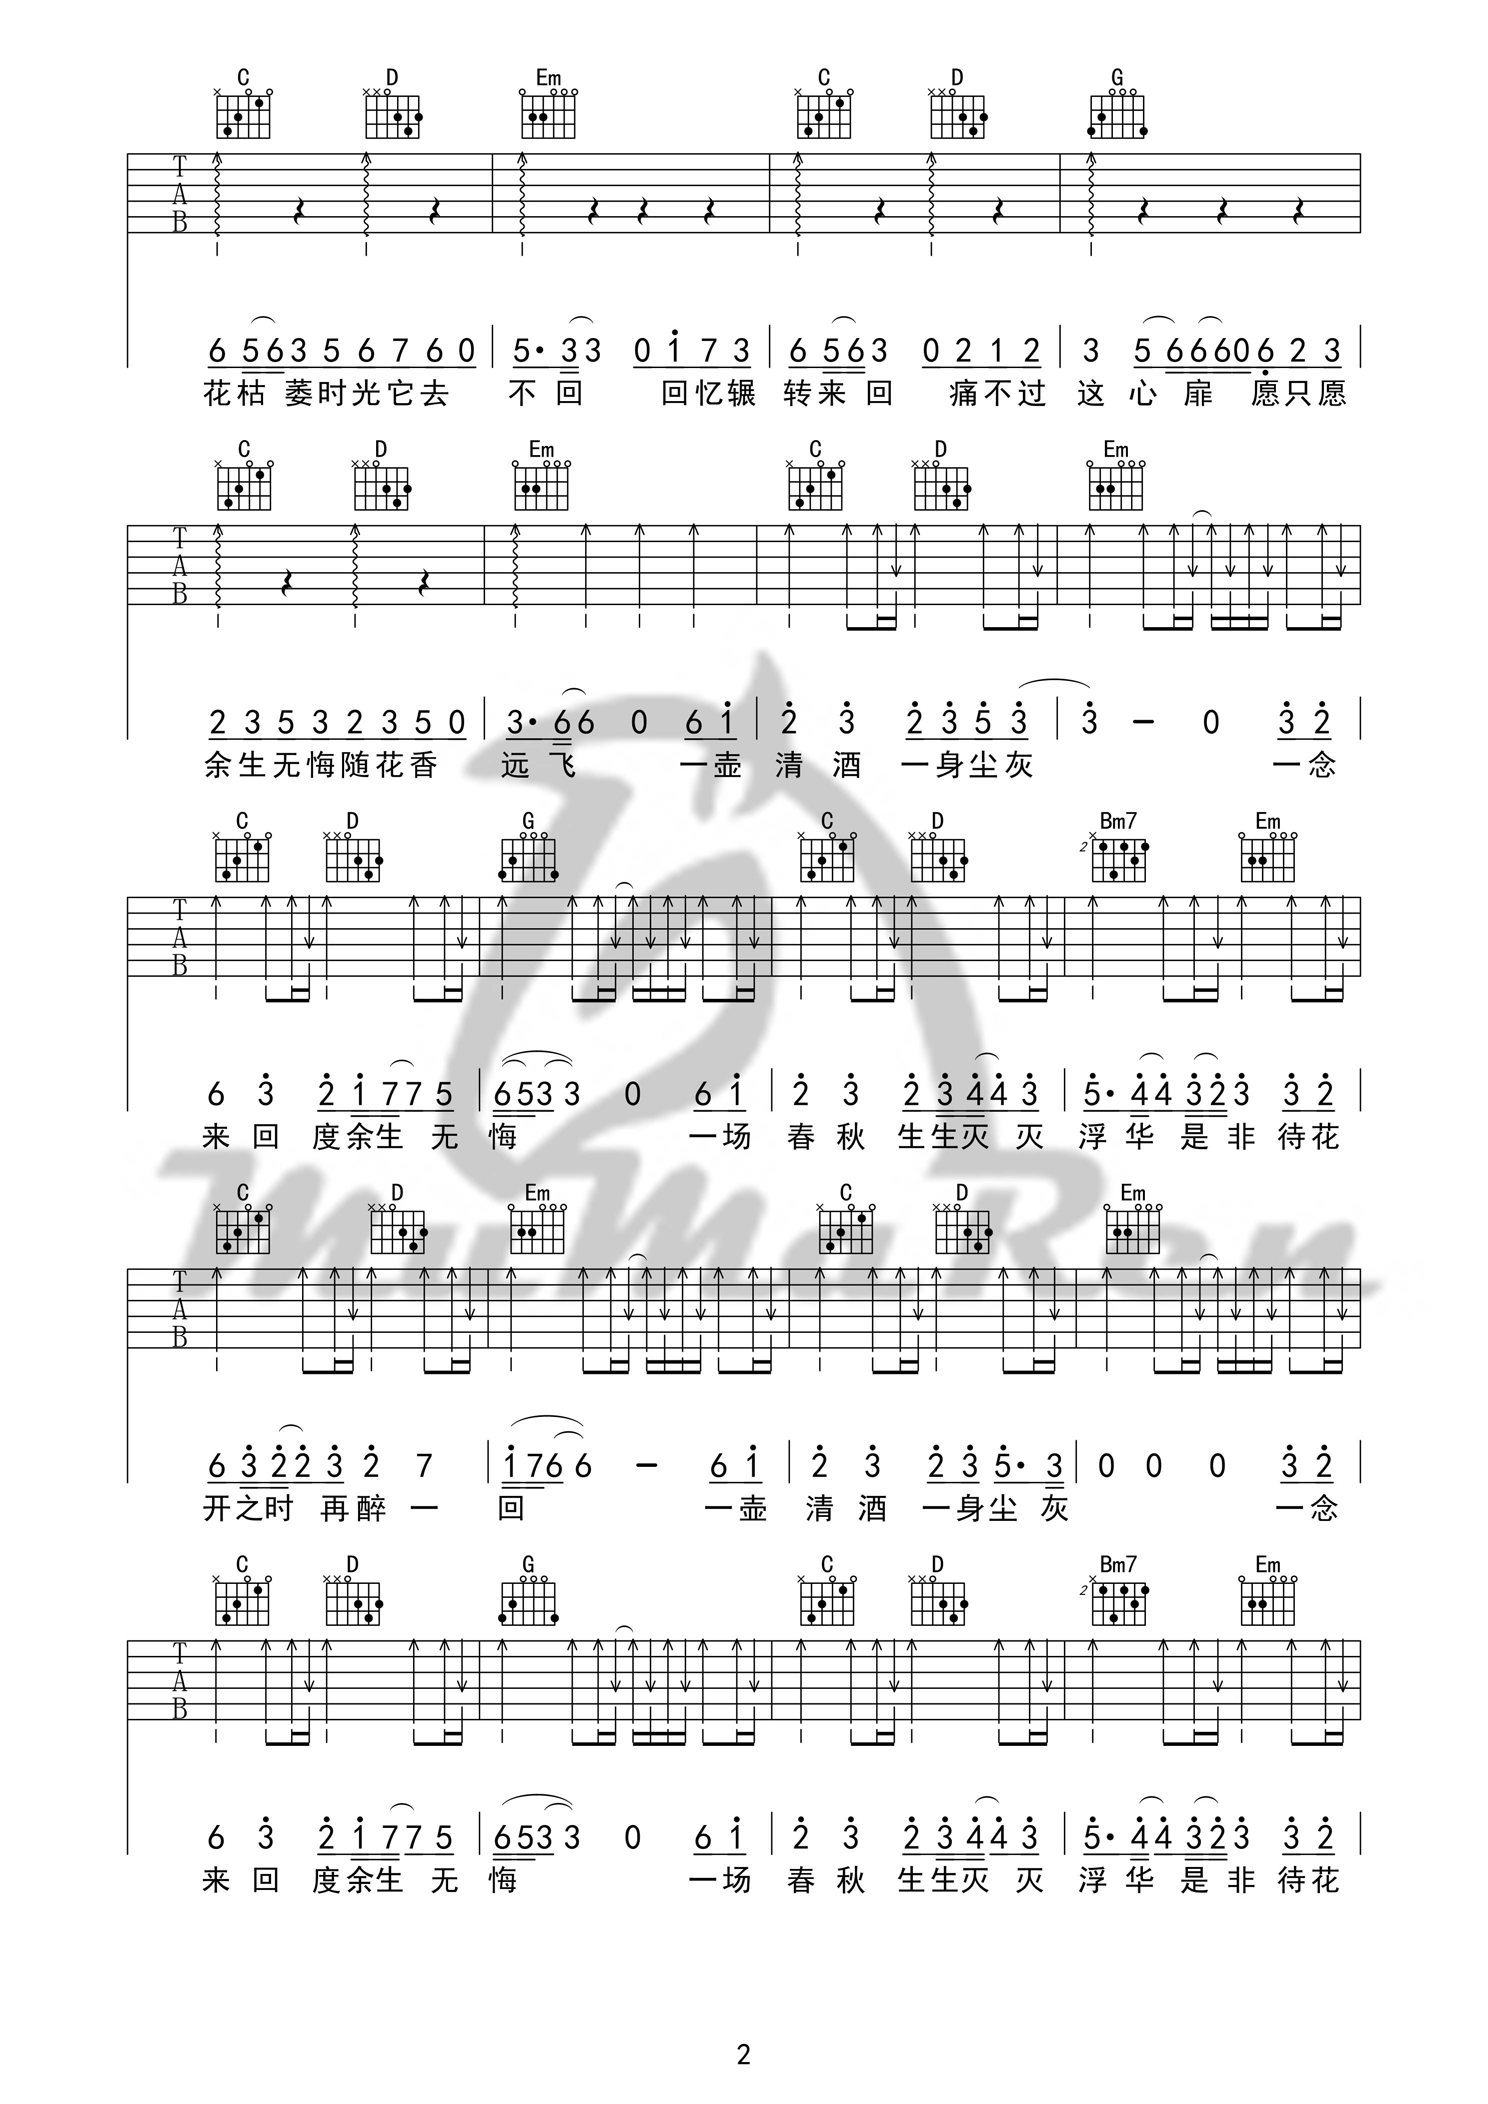 C D Em C D G
T A B
6 5 6 3 5 6 7 6 0 5· 3 3 0 1 7 3 6 5 6 3 0 2 1 2 3 5 6 6 6 0 6 2 3
花枯 萎时光它去 不 回 回忆辗 转来 回 痛不过 这 心 扉 愿只愿
C D Em C D Em
T A B
2 3 5 3 2 3 5 0 3· 6 6 0 6 1 2 3 2 3 5 3 3 – 0 3 2
余生无悔随花香 远 飞 一壶 清 酒 一身尘灰 一念
C D G C D Bm7 Em
2
T A B
6 3 2 1 7 7 5 6 5 3 3 0 6 1 2 3 2 3 4 4 3 5· 4 4 3 2 3 3 2
来 回 度余生 无 悔 一场 春 秋 生生灭 灭 浮 华 是 非 待花
C D Em C D Em
T A B
6 3 2 2 3 2 7 1 7 6 6 – 6 1 2 3 2 3 5· 3 0 0 0 3 2
开之时 再醉 一 回 一壶 清 酒 一身尘 灰 一念
C D G C D Bm7 Em
2
T A B
6 3 2 1 7 7 5 6 5 3 3 0 6 1 2 3 2 3 4 4 3 5· 4 4 3 2 3 3 2
来 回 度余生 无 悔 一场 春 秋 生生灭 灭 浮 华 是 非 待花
MuMaRen
2